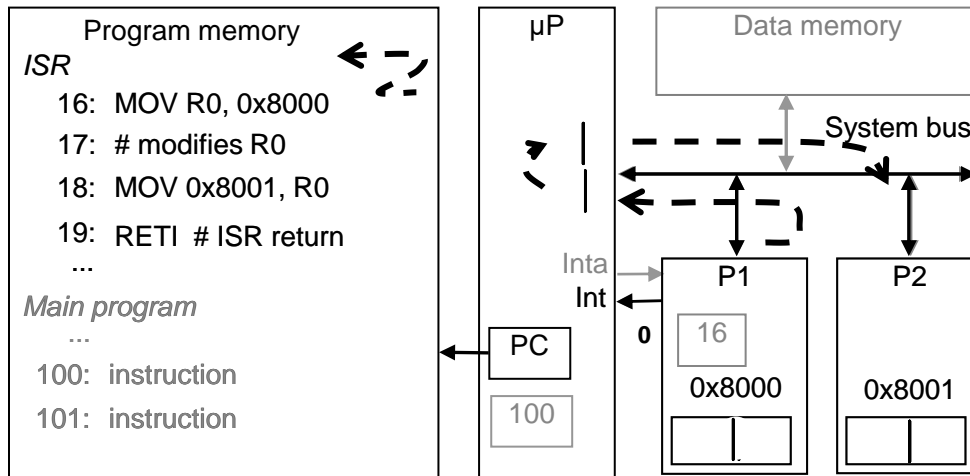 Program memory
ISR
16: MOV R0, 0x8000
17: # modifies R0
18: MOV 0x8001, R0
19: RETI # ISR return
...
Main program
...
100: instruction
101: instruction
µP
PC
100
Data memory
System bus
Inta
Int
0
P1
16
0x8000
P2
0x8001